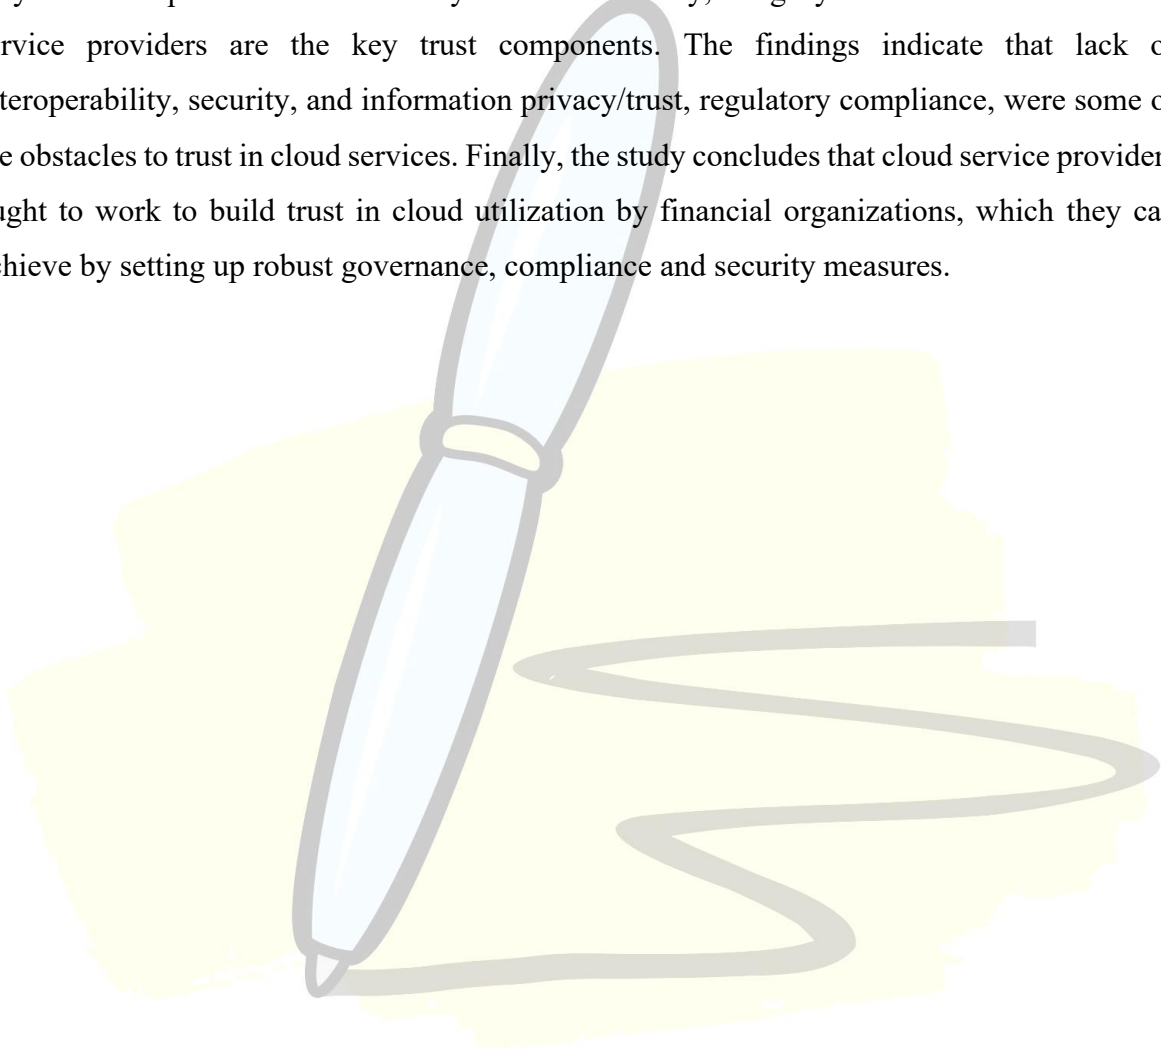 rvice providers are the key trust components. The findings indicate that lack o
teroperability, security, and information privacy/trust, regulatory compliance, were some o
e obstacles to trust in cloud services. Finally, the study concludes that cloud service provider
ught to work to build trust in cloud utilization by financial organizations, which they ca
chieve by setting up robust governance, compliance and security measures.